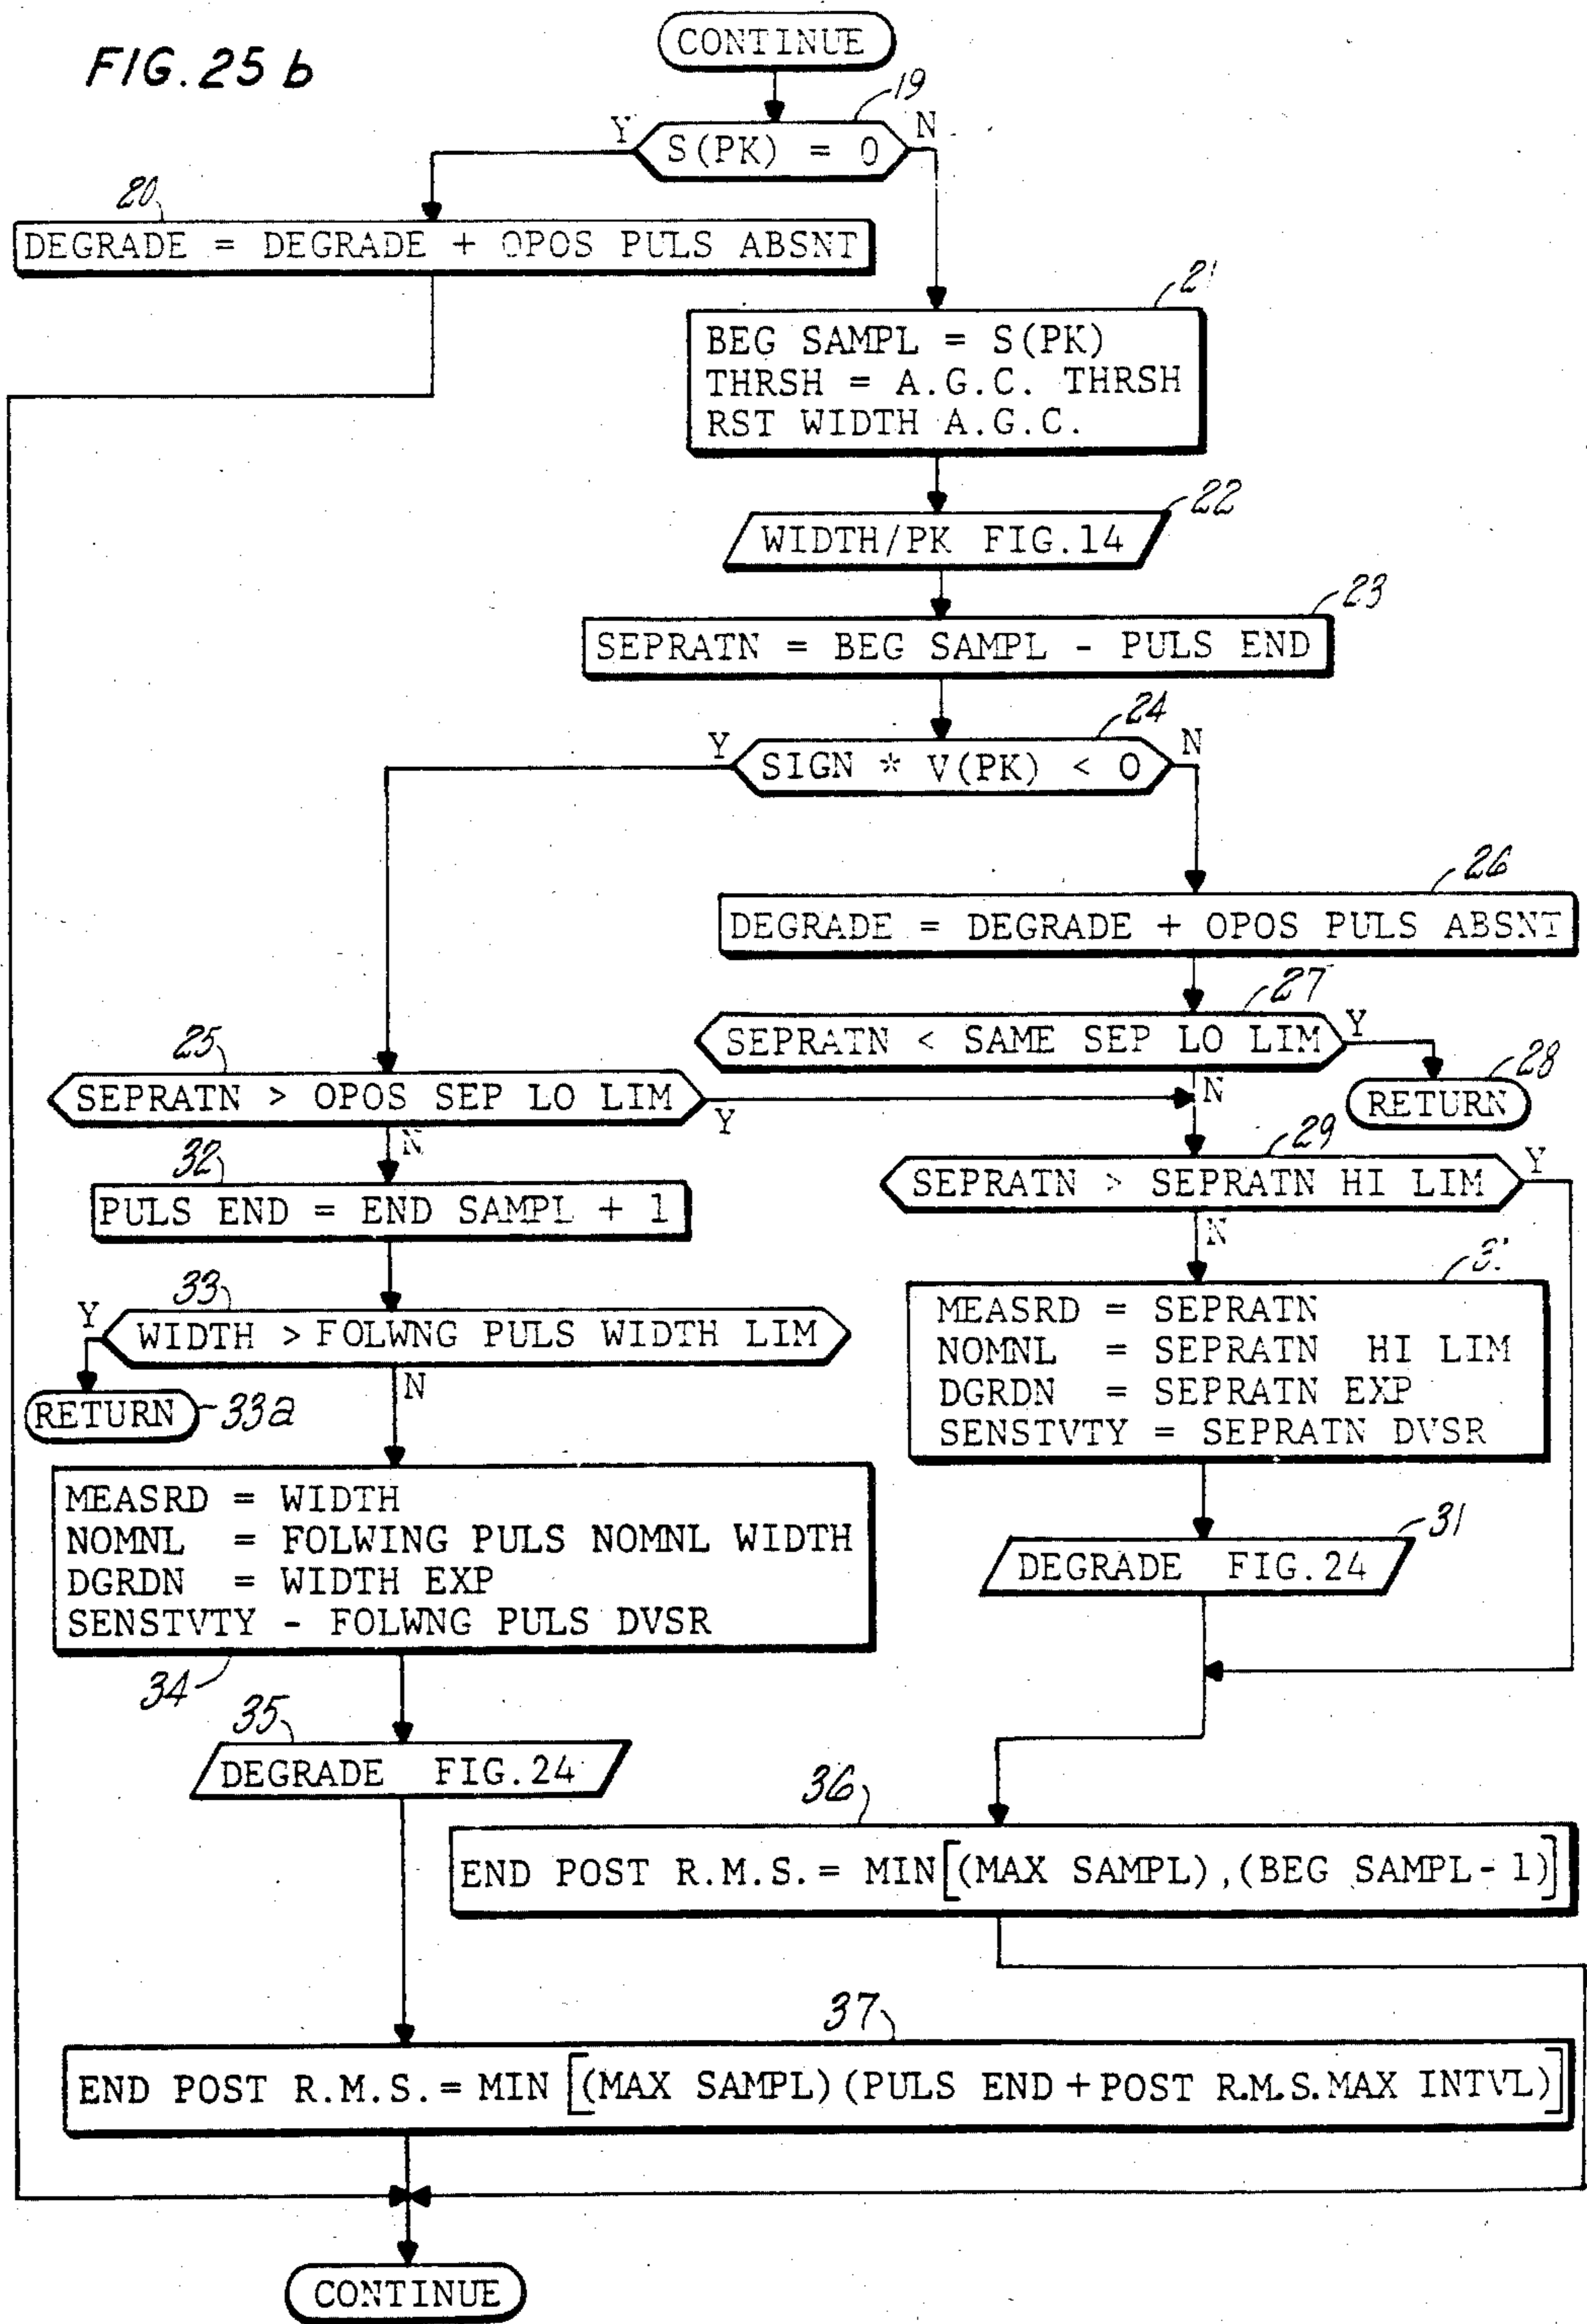 FIG. 25 b
CONTINUE
19
Y
S(PK) = 0
N
20
DEGRADE = DEGRADE + OPOS PULS ABSNT
BEG SAMPL = S(PK)
THRSH = A.G.C. THRSH
RST WIDTH A.G.C.
22
WIDTH/PK FIG.14
23
SEPRATN = BEG SAMPL - PULS END
24
Y
SIGN * V(PK) < 0
N
26
DEGRADE = DEGRADE + OPOS PULS ABSNT
27
SEPRATN < SAME SEP LO LIM
Y
28
RETURN
N
25
SEPRATN > OPOS SEP LO LIM
Y
N
29
SEPRATN > SEPRATN HI LIM
Y
N
32
PULS END = END SAMPL + 1
33
Y
WIDTH > FOLWNG PULS WIDTH LIM
N
RETURN
33a
MEASRD = SEPRATN
NOMNL = SEPRATN HI LIM
DGRDN = SEPRATN EXP
SENSTVTY = SEPRATN DVSR
MEASRD = WIDTH
NOMNL = FOLWING PULS NOMNL WIDTH
DGRDN = WIDTH EXP
SENSTVTY - FOLWNG PULS DVSR
34
31
DEGRADE FIG.24
35
DEGRADE FIG.24
36
END POST R.M.S. = MIN[(MAX SAMPL),(BEG SAMPL-1)]
37
END POST R.M.S. = MIN [(MAX SAMPL)(PULS END+POST R.M.S.MAX INTVL)]
CONTINUE